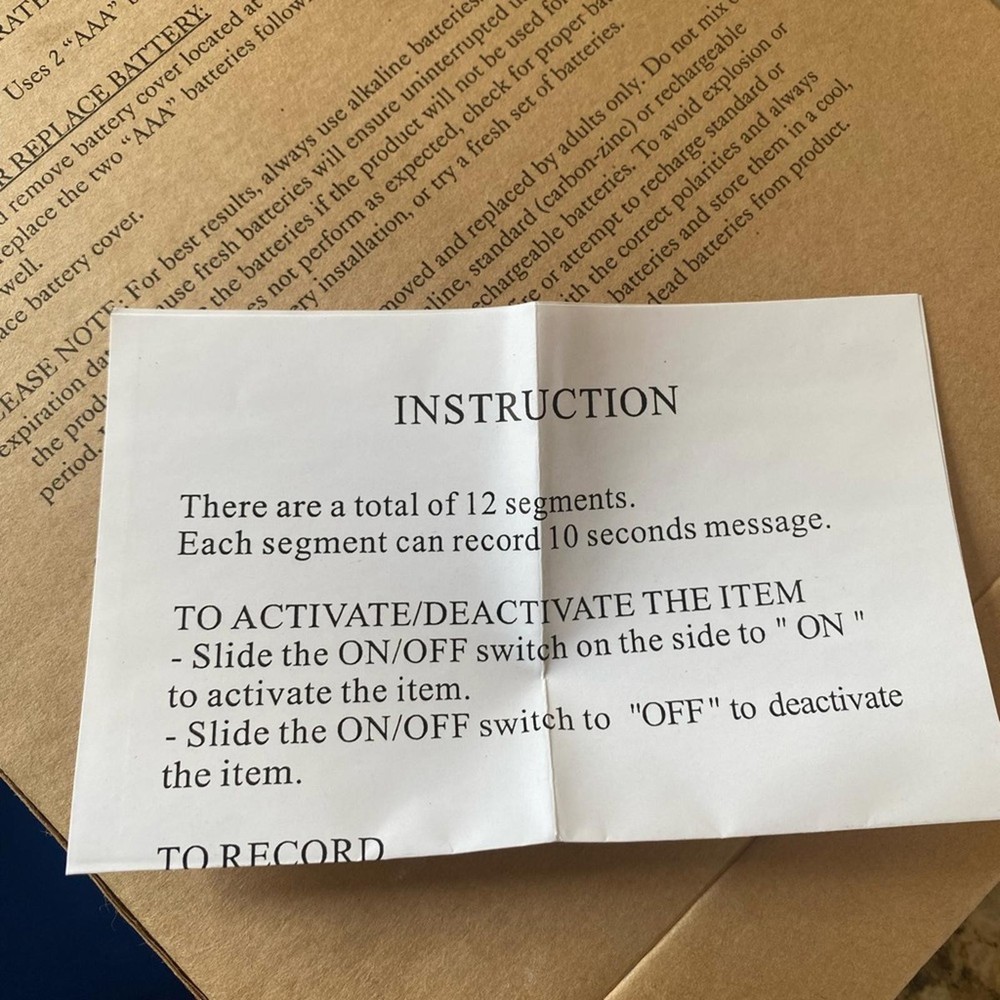 Uses 2 "AAA"
R REPLACE BATTERY:
remove battery cover located at
replace the two "AAA" batteries follow
well.
ace battery cover.
EASE NOTE: For best results, always use alkaline batteries.
expiration use fresh batteries will ensure uninterrupted
the prod the batteries if the product will not be used for
period. es not perform as expected, check for proper
ery installation, or try a fresh set of batteries.
moved and replaced by adults only. Do not mix
line, standard (carbon-zinc) or rechargeable
echargeable batteries. To avoid explosion or
re or attempt to recharge standard or
ith the correct polarities and always
batteries and store them in a cool,
dead batteries from product.
INSTRUCTION
There are a total of 12 segments.
Each segment can record 10 seconds message.
TO ACTIVATE/DEACTIVATE THE ITEM
- Slide the ON/OFF switch on the side to " ON "
to activate the item.
- Slide the ON/OFF switch to "OFF" to deactivate
the item.
TO RECORD